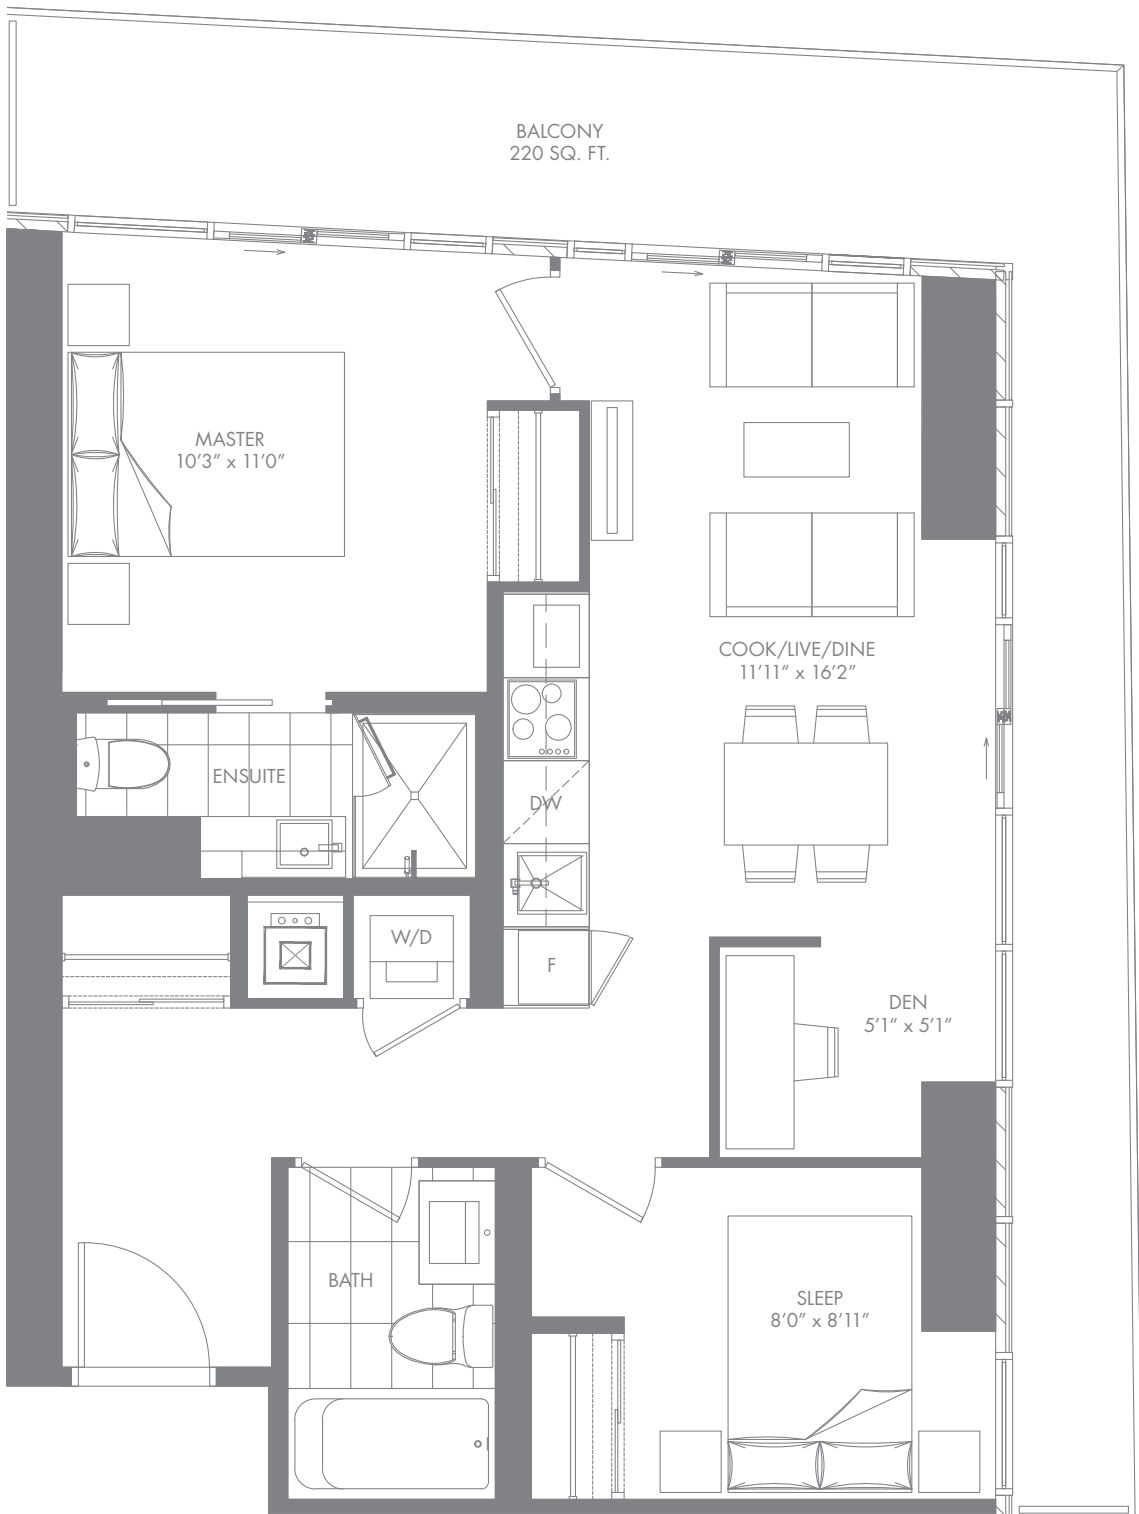 BALCONY
220 SQ. FT.
MASTER
10’3” x 11’0”
COOK/LIVE/DINE
11’11” x 16’2”
ENSUITE
DW
W/D
F
DEN
5’1” x 5’1”
BATH
SLEEP
8’0” x 8’11”